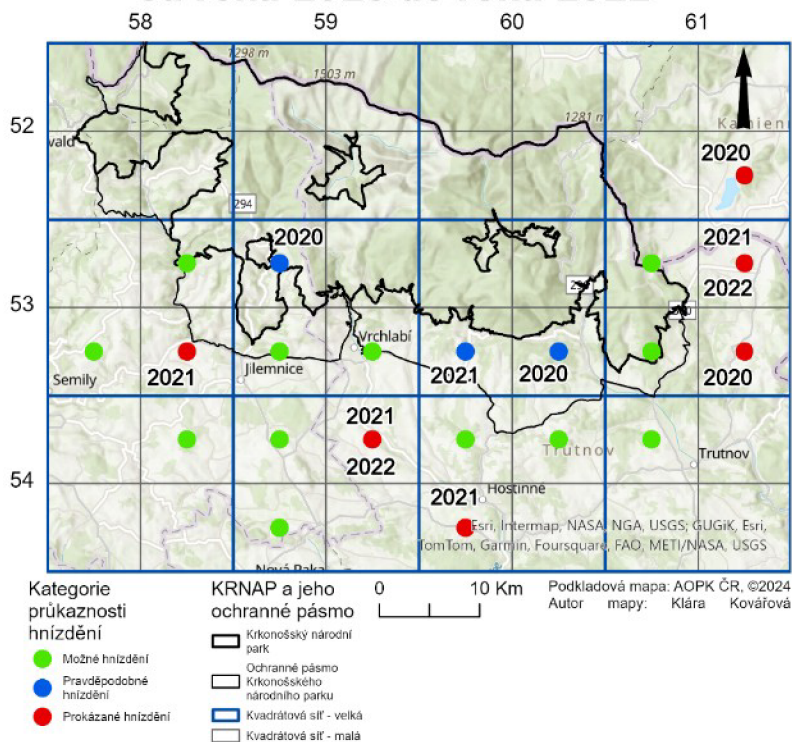 58 59 60 61
1298 m
1503 m
52
1281 m
Kamienn
2020
294
2020
2021
2022
53
Vrchlabí
Semily
2021
Jilemnice
2021
2020
2020
2021
2022
54
Trutnov
Trutnov
2021
Hostinné
Esri, Intermap, NASA, NGA, USGS; GUGiK, Esri,
TomTom, Garmin, Foursquare, FAO, METI/NASA, USGS
Nová Paka
Kategorie
průkaznosti
hnízdění
Možné hnízdění
Pravděpodobné
hnízdění
Prokázané hnízdění
KRNAP a jeho
ochranné pásmo
Krkonošský národní
park
Ochranné pásmo
Krkonošského
národního parku
Kvadrátová síť - velká
Kvadrátová síť - malá
0 10 Km
Podkladová mapa: AOPK ČR, ©2024
Autor mapy: Klára Kovářová